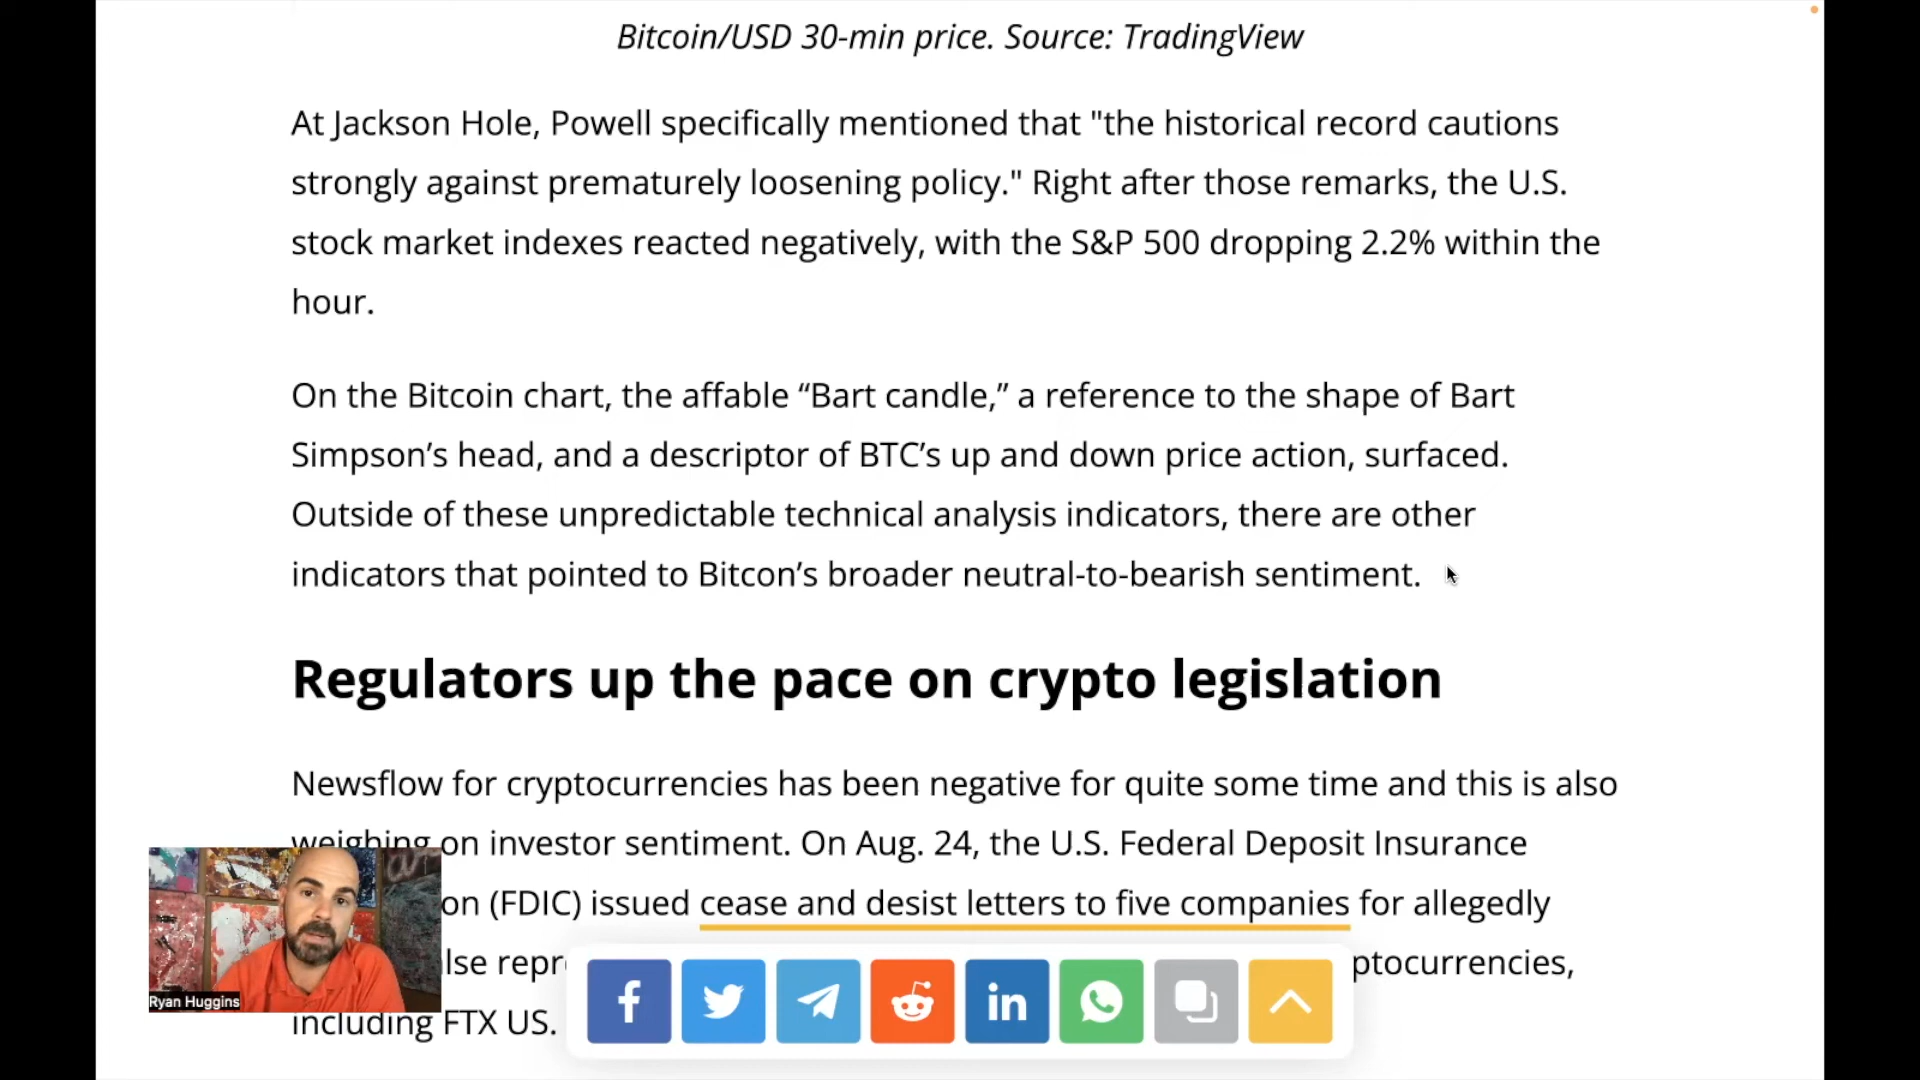 Bitcoin/USD 30-min price. Source: TradingView
At Jackson Hole, Powell specifically mentioned that "the historical record cautions
strongly against prematurely loosening policy." Right after those remarks, the U.S.
stock market indexes reacted negatively, with the S&P 500 dropping 2.2% within the
hour.
On the Bitcoin chart, the affable “Bart candle,” a reference to the shape of Bart
Simpson’s head, and a descriptor of BTC’s up and down price action, surfaced.
Outside of these unpredictable technical analysis indicators, there are other
indicators that pointed to Bitcon’s broader neutral-to-bearish sentiment.
Regulators up the pace on crypto legislation
Newsflow for cryptocurrencies has been negative for quite some time and this is also
weighing on investor sentiment. On Aug. 24, the U.S. Federal Deposit Insurance
on (FDIC) issued cease and desist letters to five companies for allegedly
lse repr ptocurrencies,
Ryan Huggins
including FTX US.